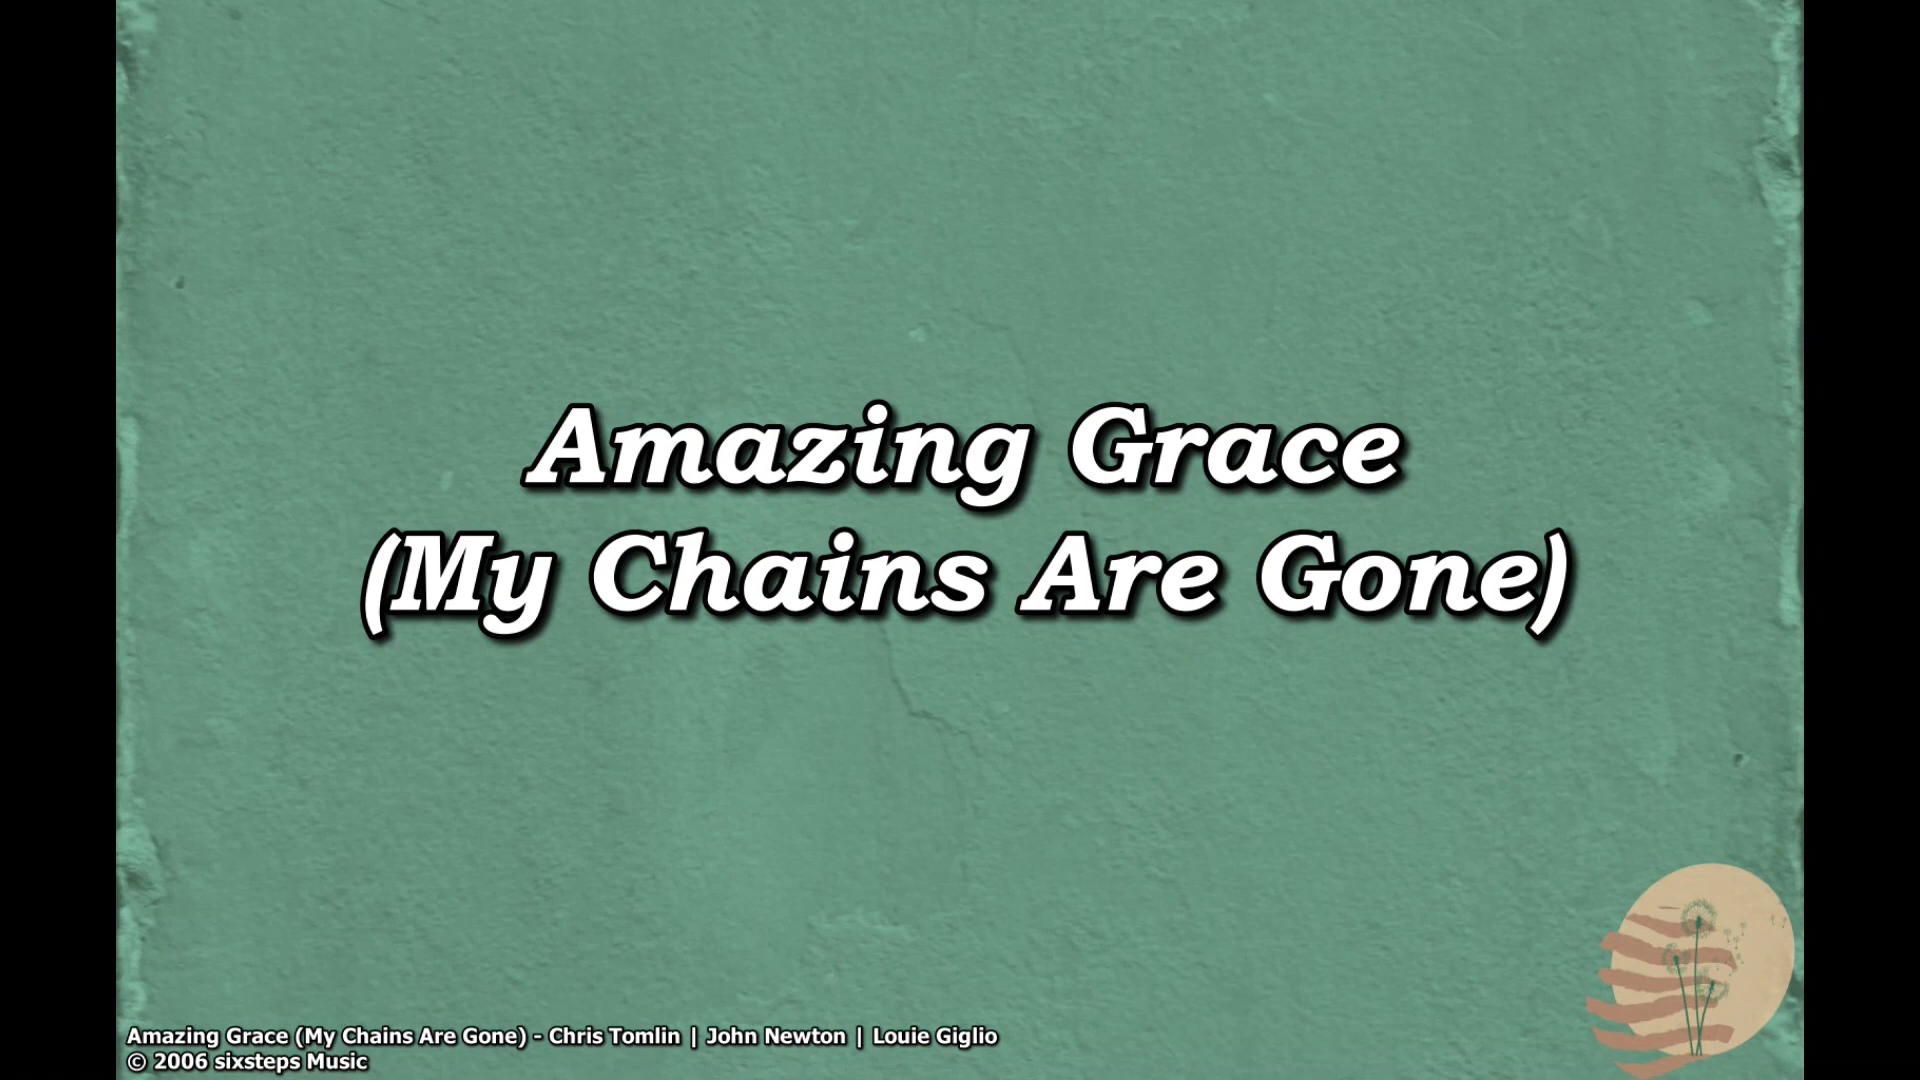 Amazing Grace
(My Chains Are Gone)
Amazing Grace (My Chains Are Gone) - Chris Tomlin | John Newton | Louie Giglio
© 2006 sixsteps Music